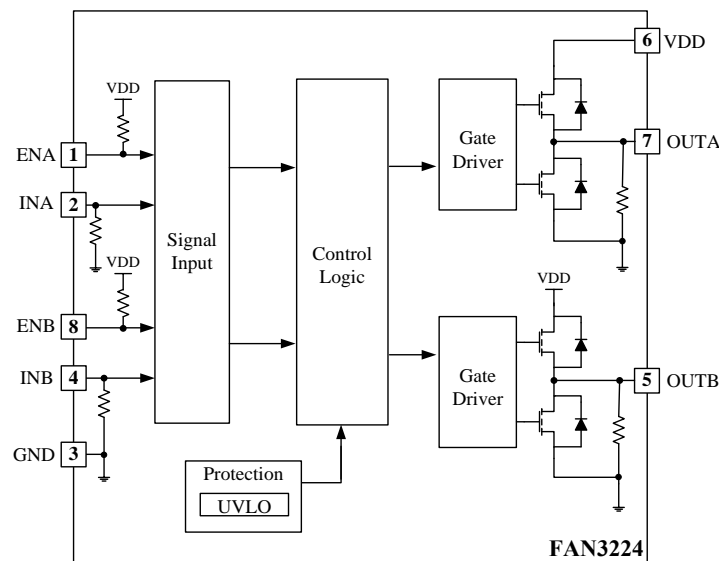 VDD
ENA 1
INA 2
VDD
ENB 8
INB 4
GND 3
Signal
Input
Control
Logic
Protection
UVLO
Gate
Driver
6 VDD
7 OUTA
VDD
Gate
Driver
5 OUTB
FAN3224